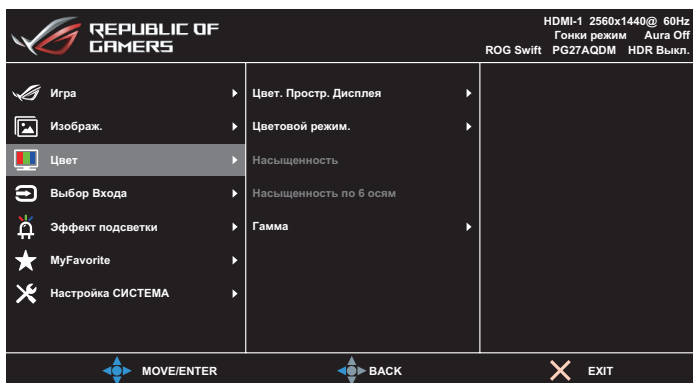 REPUBLIC OF
GAMERS
HDMI-1 2560x1440@ 60Hz
Гонки режим Aura Off
ROG Swift PG27AQDM HDR Выкл.
Игра
Изображ.
Цвет
Выбор Входа
Эффект подсветки
MyFavorite
Настройка СИСТЕМА
Цвет. Простр. Дисплея
Цветовой режим.
Насыщенность
Насыщенность по 6 осям
Гамма
MOVE/ENTER
BACK
EXIT